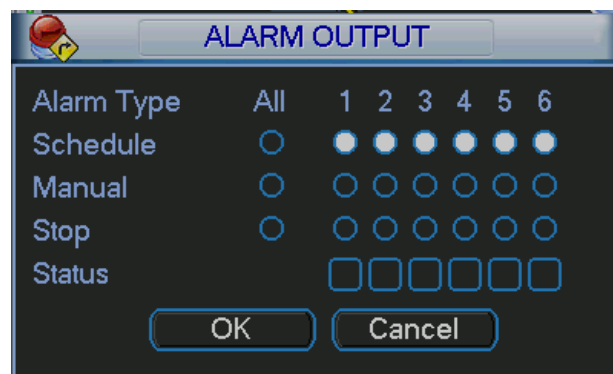 ALARM OUTPUT
Alarm Type All 1 2 3 4 5 6
Schedule
Manual
Stop
Status
OK Cancel